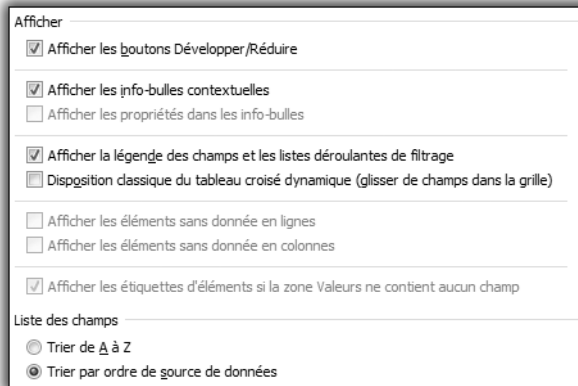 Afficher
Afficher les boutons Développer/Réduire
Afficher les info-bulles contextuelles
Afficher les propriétés dans les info-bulles
Afficher la légende des champs et les listes déroulantes de filtrage
Disposition classique du tableau croisé dynamique (glisser de champs dans la grille)
Afficher les éléments sans donnée en lignes
Afficher les éléments sans donnée en colonnes
Afficher les étiquettes d'éléments si la zone Valeurs ne contient aucun champ
Liste des champs
Trier de A à Z
Trier par ordre de source de données